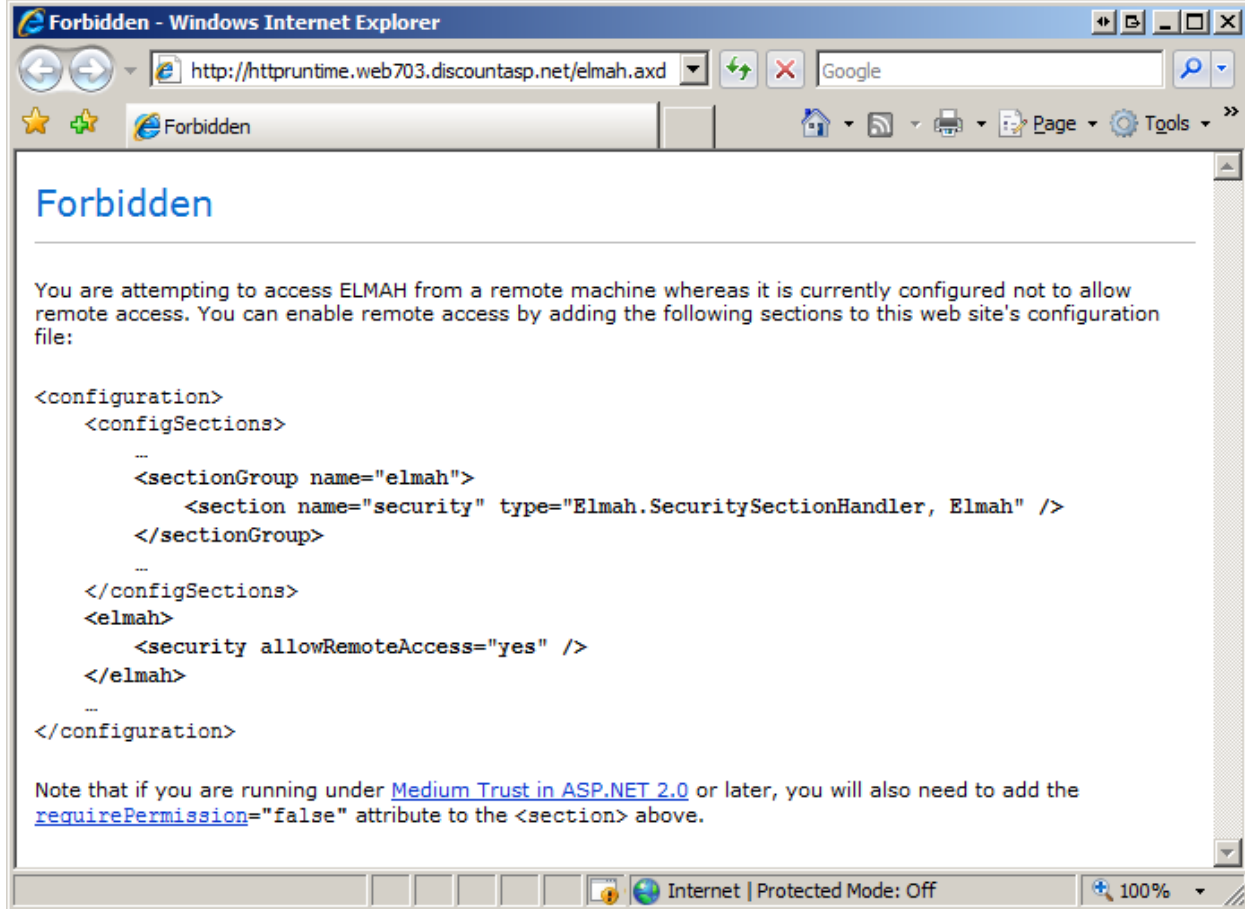 Forbidden - Windows Internet Explorer
http://httpruntime.web703.discountasp.net/elmah.axd
Google
Forbidden
Page
Tools
»
Forbidden
You are attempting to access ELMAH from a remote machine whereas it is currently configured not to allow
remote access. You can enable remote access by adding the following sections to this web site's configuration
file:
<configuration>
    <configSections>
        …
        <sectionGroup name="elmah">
            <section name="security" type="Elmah.SecuritySectionHandler, Elmah" />
        </sectionGroup>
        …
    </configSections>
    <elmah>
        <security allowRemoteAccess="yes" />
    </elmah>
    …
</configuration>
Note that if you are running under Medium Trust in ASP.NET 2.0 or later, you will also need to add the
requirePermission="false" attribute to the <section> above.
Internet | Protected Mode: Off
100%